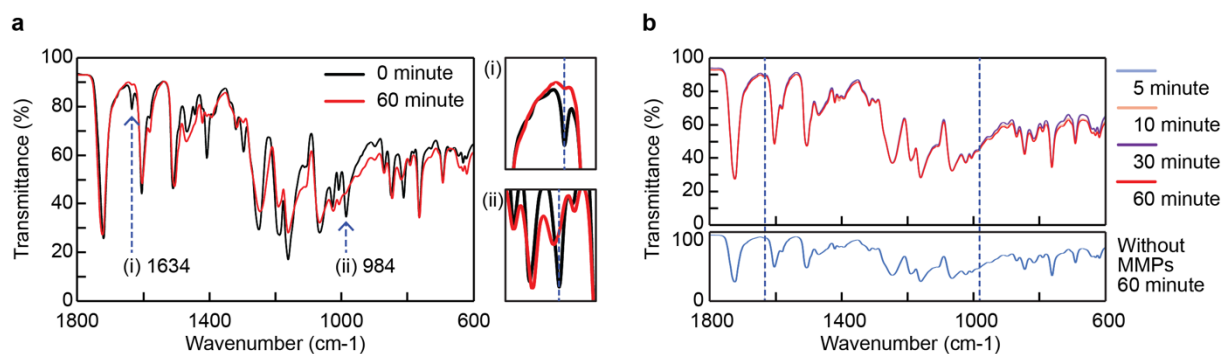 a
100
80
60
40
20
0
Transmittance (%)
1800
1400
1000
600
Wavenumber (cm-1)
0 minute
60 minute
(i) 1634
(ii) 984
(i)
(ii)
b
100
80
60
40
20
0
Transmittance (%)
100
0
1800
1400
1000
600
Wavenumber (cm-1)
5 minute
10 minute
30 minute
60 minute
Without
MMPs
60 minute